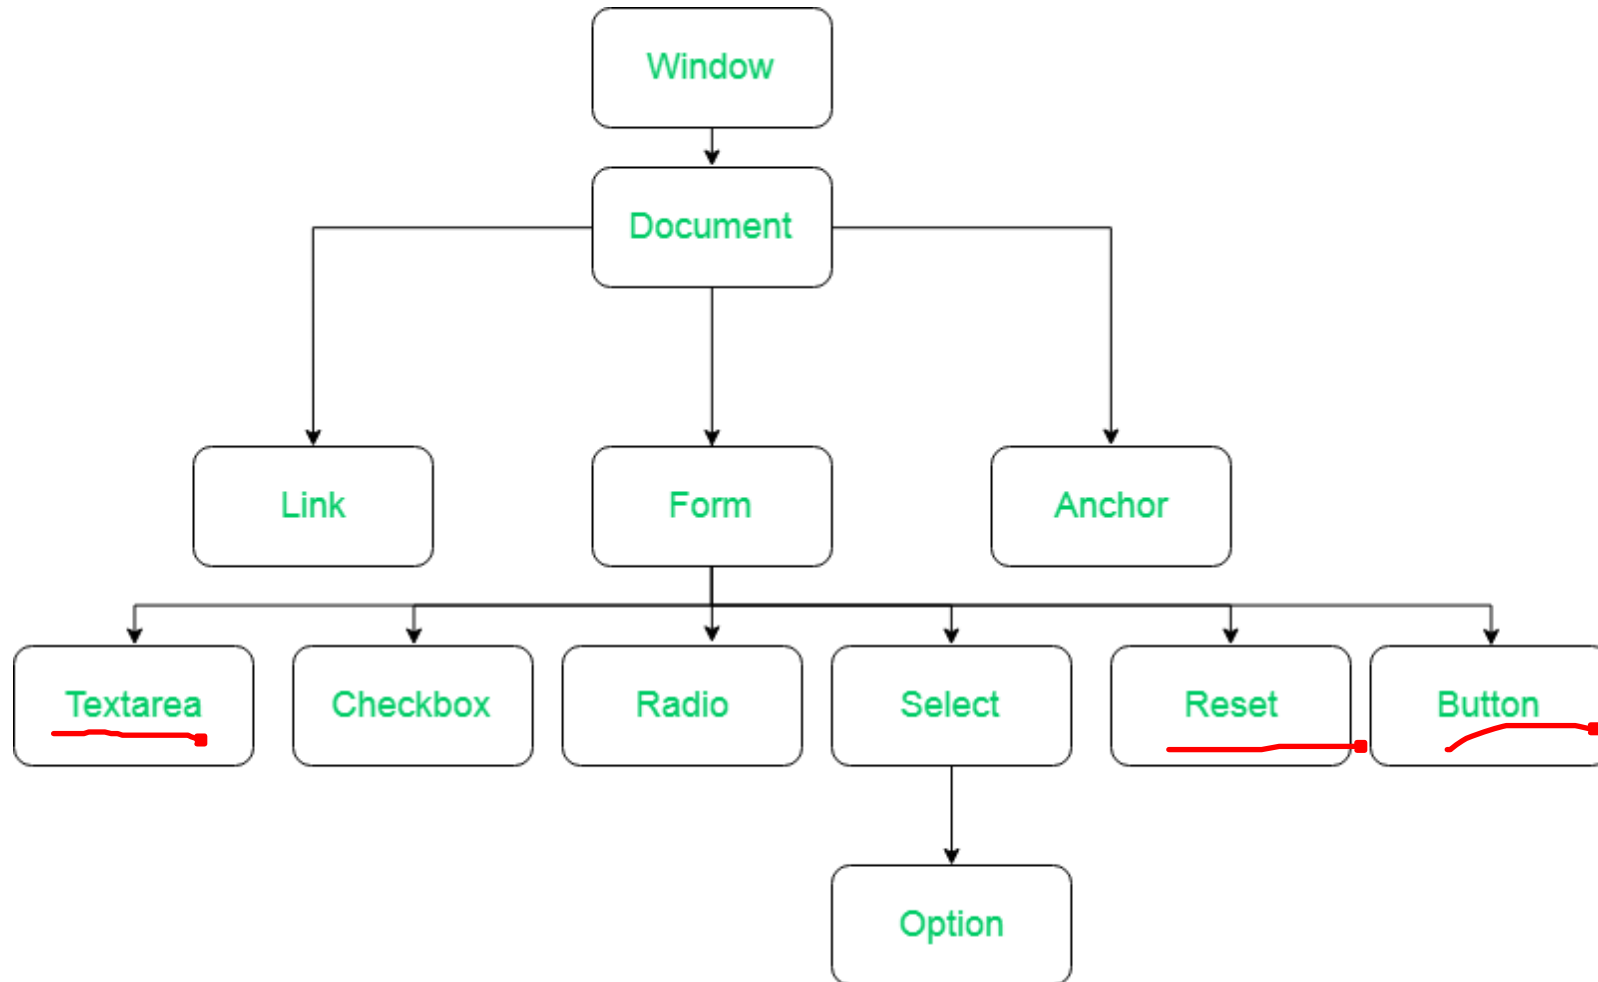 Window
Document
Link
Form
Anchor
Textarea
Checkbox
Radio
Select
Reset
Button
Option